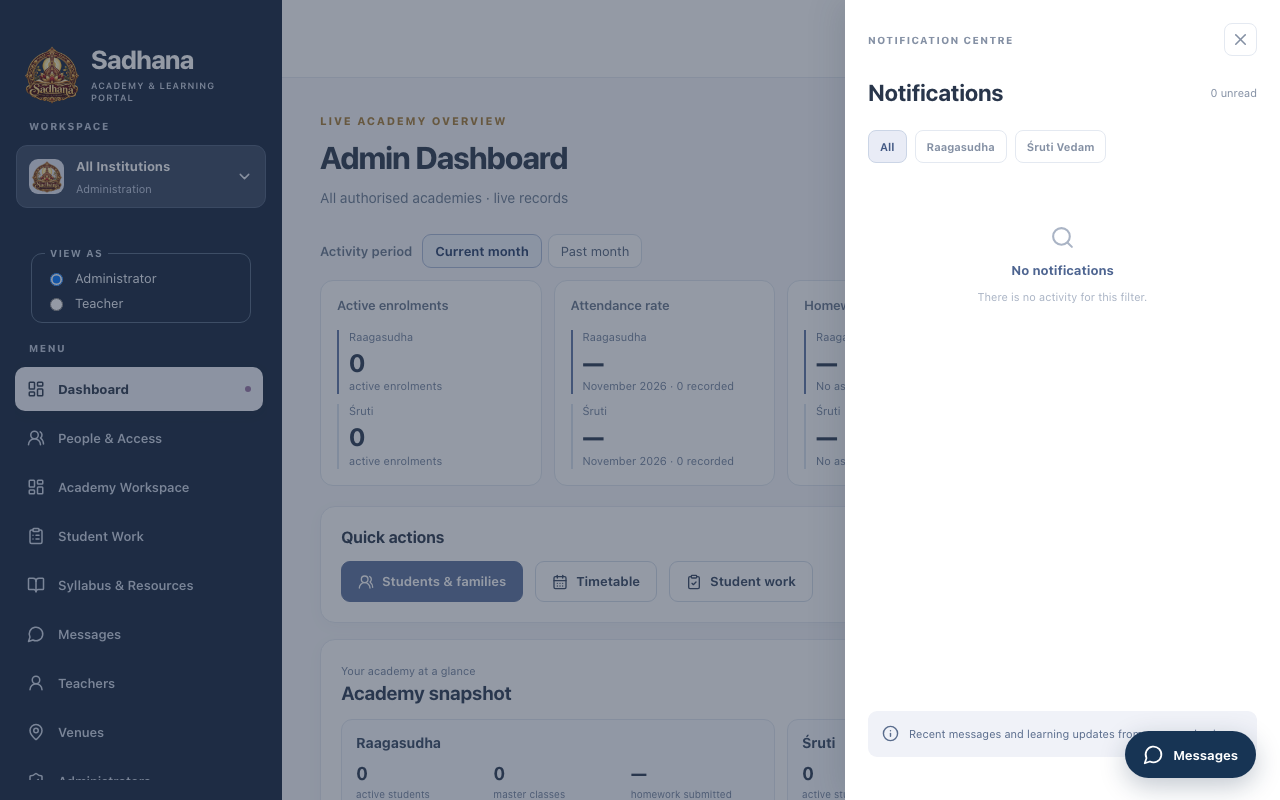 Sadhana
Sadhana
ACADEMY & LEARNING
PORTAL
WORKSPACE
All Institutions
Administration
VIEW AS
Administrator
Teacher
MENU
Dashboard
People & Access
Academy Workspace
Student Work
Syllabus & Resources
Messages
Teachers
Venues
Administrators
LIVE ACADEMY OVERVIEW
Admin Dashboard
All authorised academies · live records
Activity period
Current month
Past month
Active enrolments
Raagasudha
0
active enrolments
Śruti
0
active enrolments
Attendance rate
Raagasudha
—
November 2026 · 0 recorded
Śruti
—
November 2026 · 0 recorded
Raag
—
No as
Śruti
—
No as
Quick actions
Students & families
Timetable
Student work
Your academy at a glance
Academy snapshot
Raagasudha
0
active students
0
master classes
—
homework submitted
Śruti
0
NOTIFICATION CENTRE
Notifications
0 unread
All
Raagasudha
Śruti Vedam
No notifications
There is no activity for this filter.
Recent messages and learning updates from
Messages